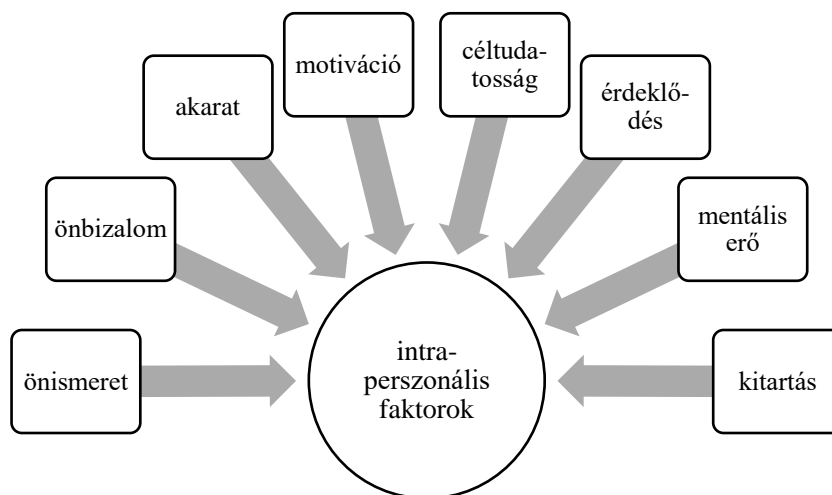 motiváció
céltuda-
tosság
akarat
érdeklő-
dés
önbizalom
mentális
erő
önismeret
intra-
perszonális
faktorok
kitartás